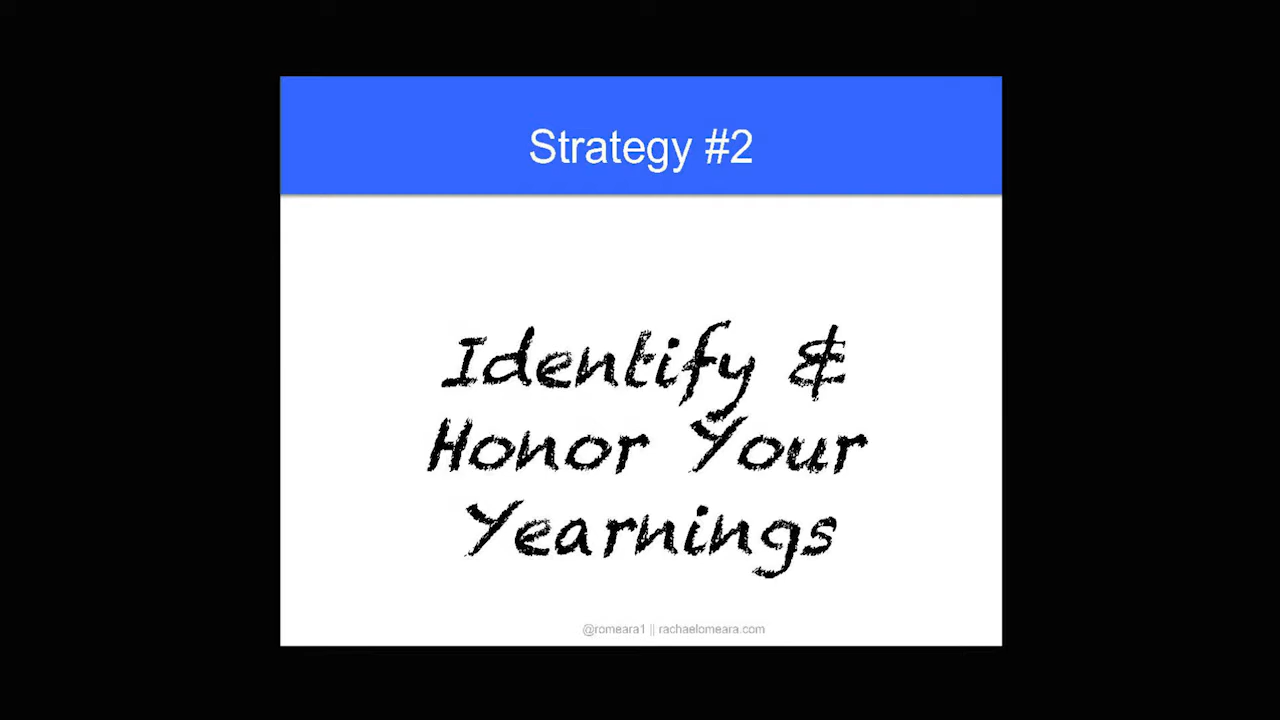 Strategy #2
Identify &
Honor Your
Yearnings
@romeara1 || rachaelomeara.com